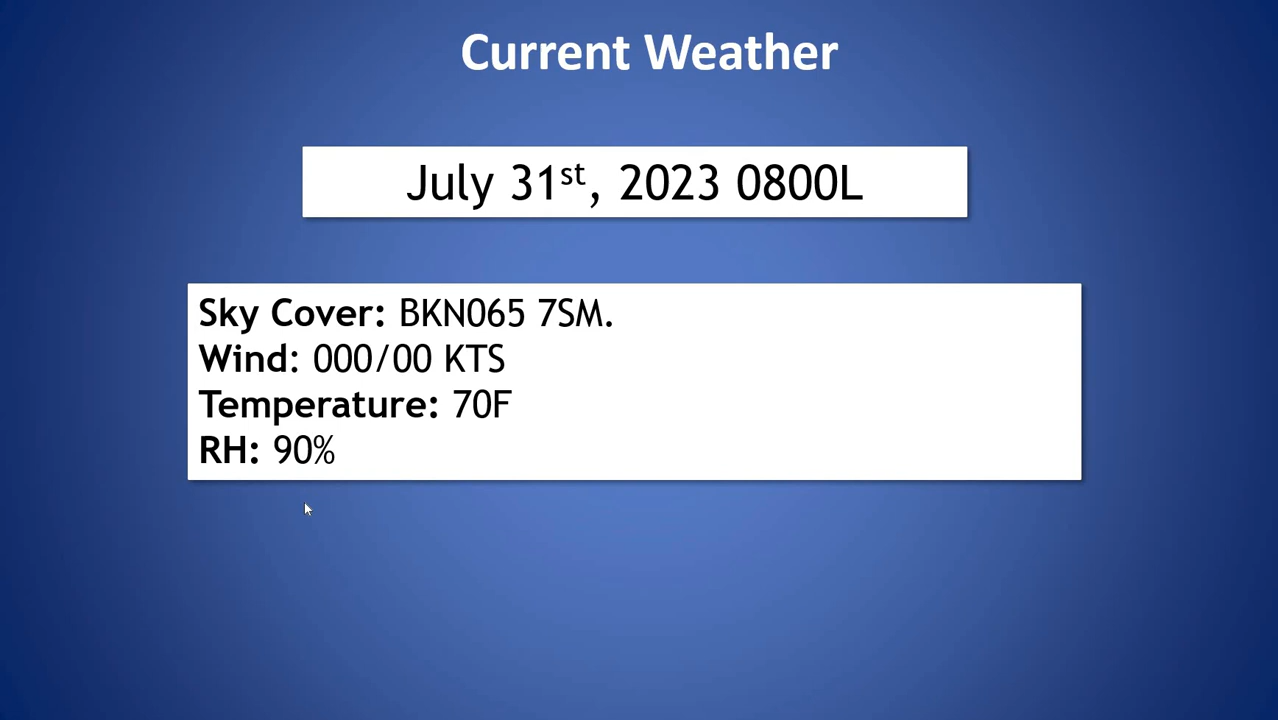 Current Weather
July 31st, 2023 0800L
Sky Cover: BKN065 7SM.
Wind: 000/00 KTS
Temperature: 70F
RH: 90%